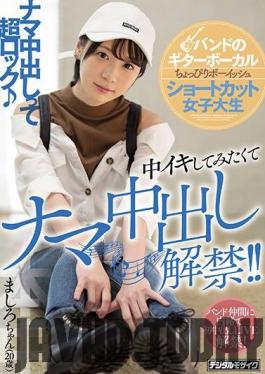 バンドのギターボーカル
ちょっぴりボーイッシュ
ショートカット
女子大生
ナマ中出しって
超ロック♪
中イキしてみたくて
ナマ中出し
解禁!!
ましろちゃん(20歳)
バンド仲間に
デジタルモザイク